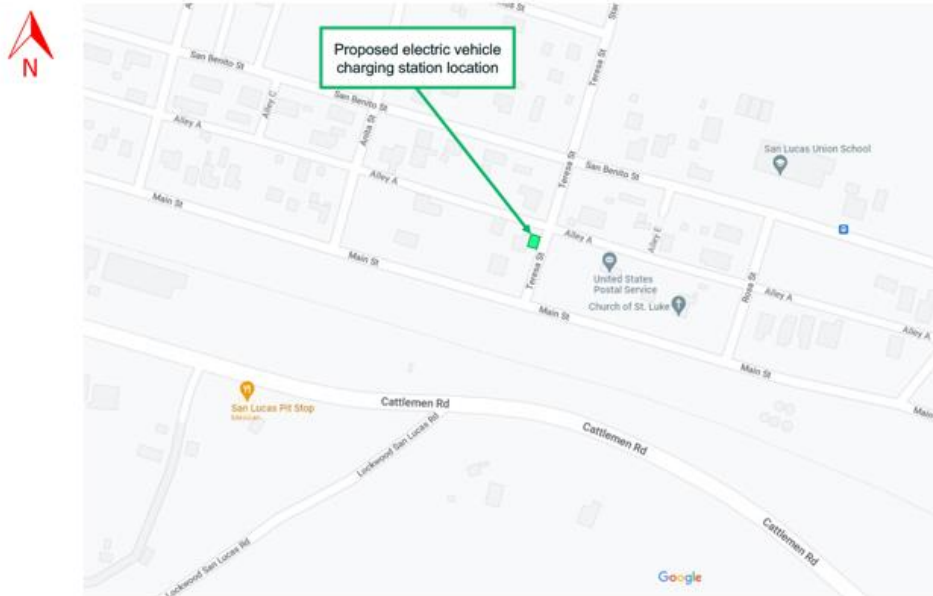 N
Proposed electric vehicle
charging station location
San Benito St
Alley C
San Benito St
Anita St
Teresa St
Alley A
Alley A
Main St
Main St
Teresa St
San Benito St
San Lucas Union School
Alley A
Alley E
United States
Postal Service
Church of St. Luke
Teresa St
Main St
Rose St
Alley A
Alley A
Main St
Main
San Lucas Pit Stop
Cattlemen Rd
Cattlemen Rd
Lockwood San Lucas Rd
Cattlemen Rd
Lockwood San Lucas Rd
Google